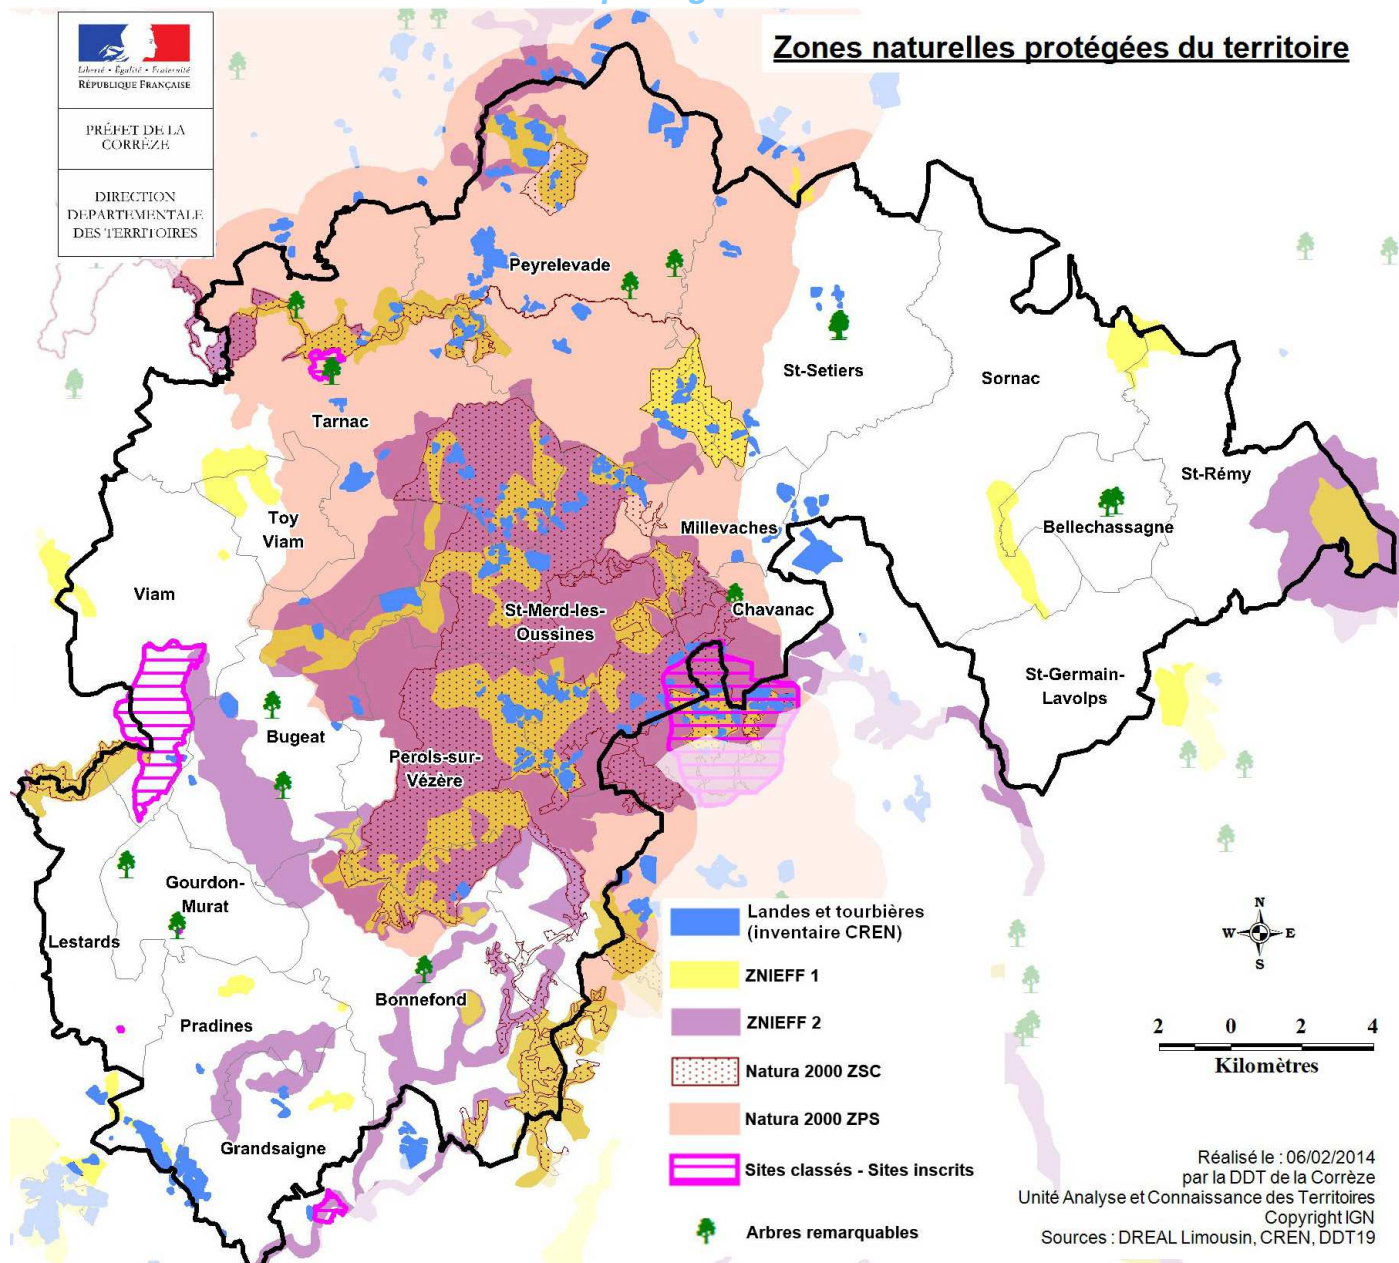 Zones naturelles protégées du territoire
Liberté • Égalité • Fraternité
RÉPUBLIQUE FRANÇAISE
PRÉFET DE LA
CORRÈZE
DIRECTION
DEPARTEMENTALE
DES TERRITOIRES
Peyrelevade
St-Setiers
Sornac
Tarnac
St-Rémy
Toy
Viam
Millevaches
Bellechassagne
Viam
St-Merd-les-
Oussines
Chavanac
St-Germain-
Lavolps
Bugeat
Perols-sur-
Vézère
Gourdon-
Murat
Lestards
Bonnefond
Pradines
Grandsaigne
Landes et tourbières
(inventaire CREN)
ZNIEFF 1
ZNIEFF 2
Natura 2000 ZSC
Natura 2000 ZPS
Sites classés - Sites inscrits
Arbres remarquables
N
W E
S
2 0 2 4
Kilomètres
Réalisé le : 06/02/2014
par la DDT de la Corrèze
Unité Analyse et Connaissance des Territoires
Copyright IGN
Sources : DREAL Limousin, CREN, DDT19